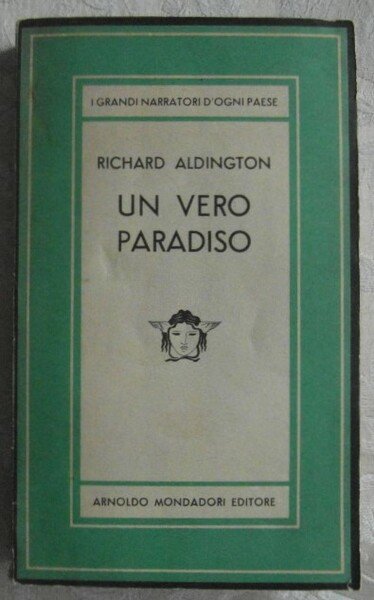 I GRANDI NARRATORI D'OGNI PAESE
RICHARD ALDINGTON
UN VERO
PARADISO
ARNOLDO MONDADORI EDITORE